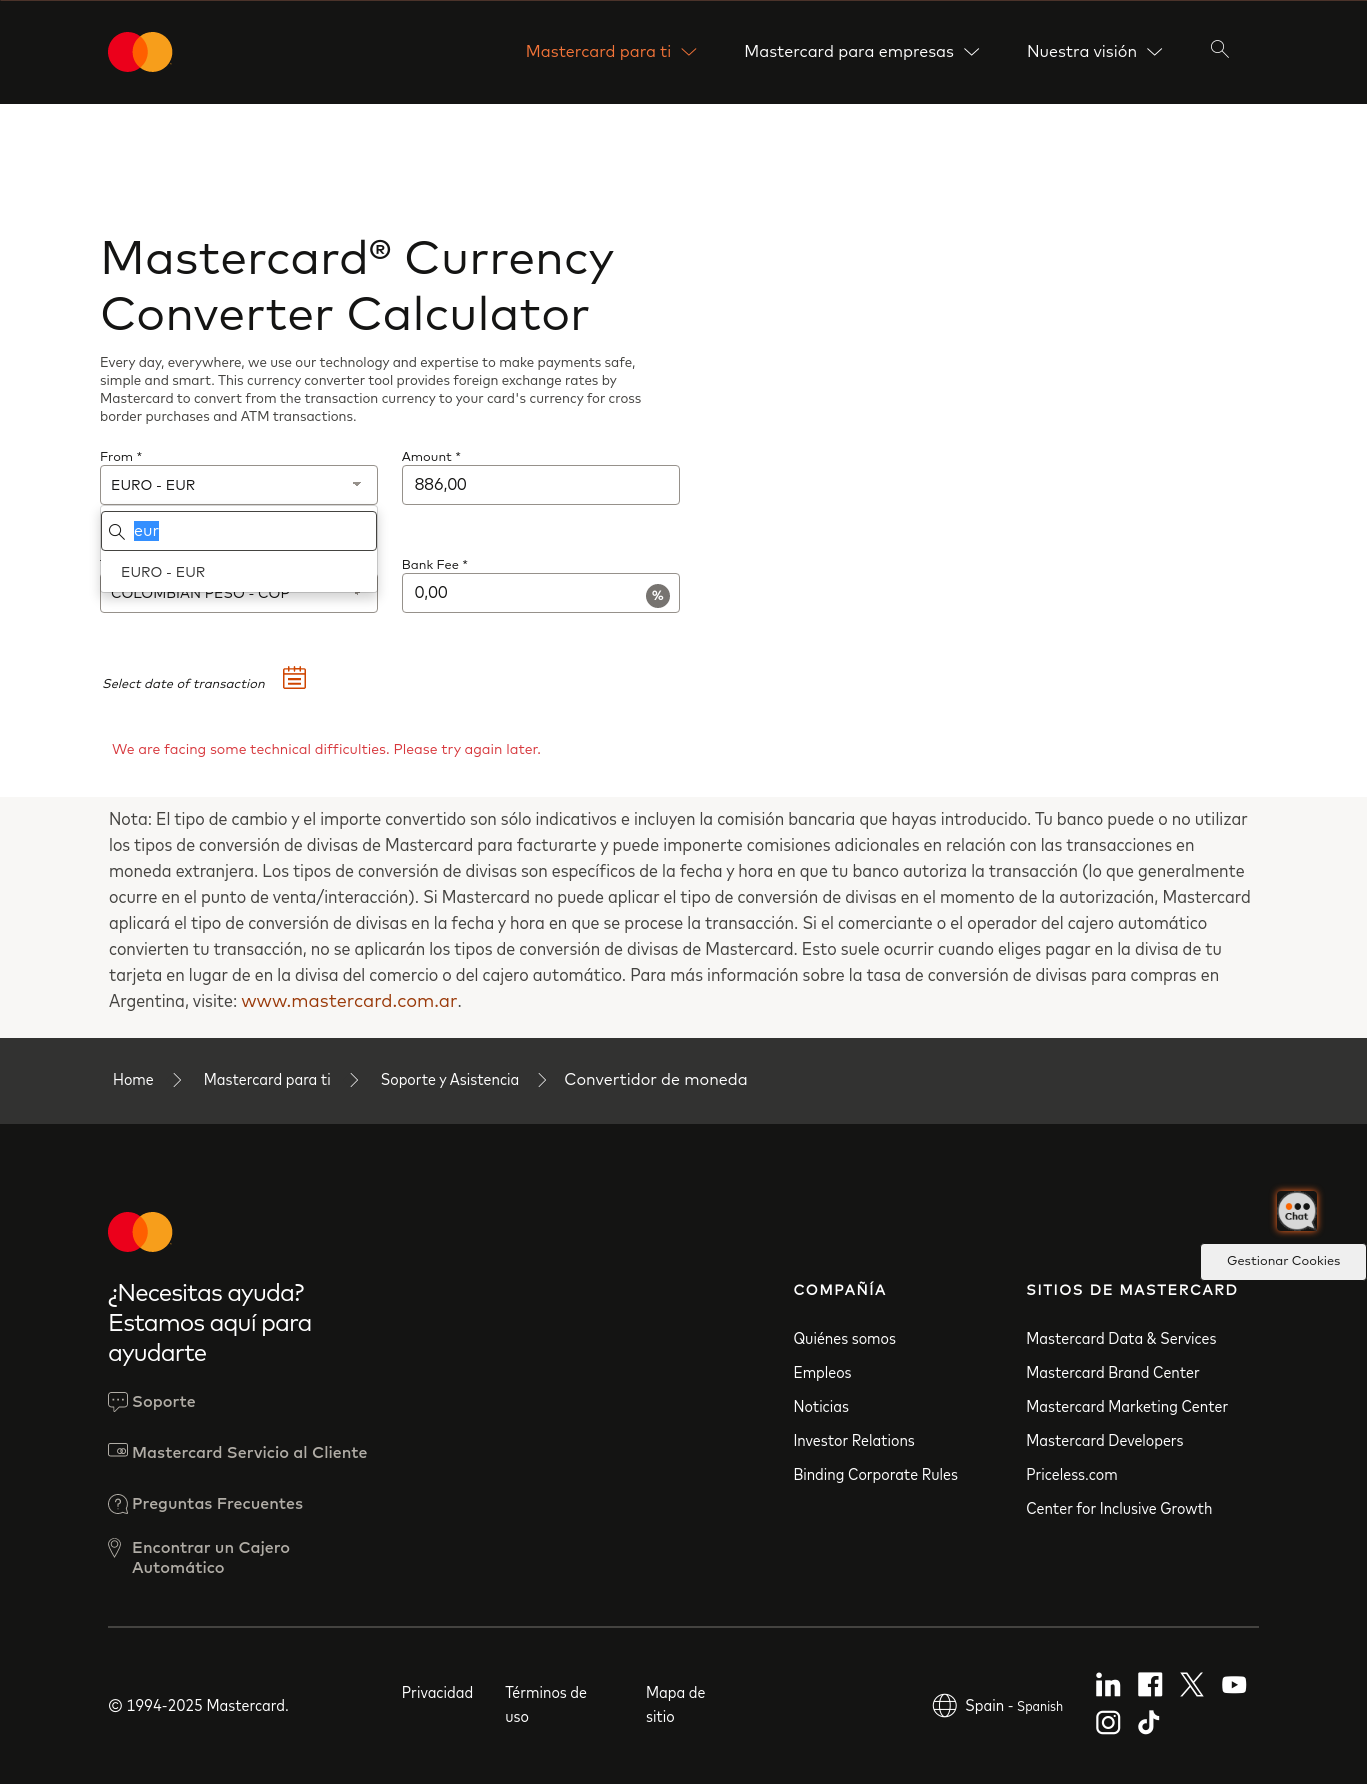 Mastercard para ti
Mastercard para empresas
Nuestra visión
Mastercard® Currency
Converter Calculator
Every day, everywhere, we use our technology and expertise to make payments safe,
simple and smart. This currency converter tool provides foreign exchange rates by
Mastercard to convert from the transaction currency to your card's currency for cross
border purchases and ATM transactions.
From *
EURO - EUR
Amount *
886,00
eur
EURO - EUR
COLOMBIAN PESO - COP
Bank Fee *
0,00
%
Select date of transaction
We are facing some technical difficulties. Please try again later.
Nota: El tipo de cambio y el importe convertido son sólo indicativos e incluyen la comisión bancaria que hayas introducido. Tu banco puede o no utilizar
los tipos de conversión de divisas de Mastercard para facturarte y puede imponerte comisiones adicionales en relación con las transacciones en
moneda extranjera. Los tipos de conversión de divisas son específicos de la fecha y hora en que tu banco autoriza la transacción (lo que generalmente
ocurre en el punto de venta/interacción). Si Mastercard no puede aplicar el tipo de conversión de divisas en el momento de la autorización, Mastercard
aplicará el tipo de conversión de divisas en la fecha y hora en que se procese la transacción. Si el comerciante o el operador del cajero automático
convierten tu transacción, no se aplicarán los tipos de conversión de divisas de Mastercard. Esto suele ocurrir cuando eliges pagar en la divisa de tu
tarjeta en lugar de en la divisa del comercio o del cajero automático. Para más información sobre la tasa de conversión de divisas para compras en
Argentina, visite: www.mastercard.com.ar.
Home
Mastercard para ti
Soporte y Asistencia
Convertidor de moneda
Chat
Gestionar Cookies
¿Necesitas ayuda?
Estamos aquí para
ayudarte
Soporte
Mastercard Servicio al Cliente
Preguntas Frecuentes
Encontrar un Cajero
Automático
COMPAÑÍA
Quiénes somos
Empleos
Noticias
Investor Relations
Binding Corporate Rules
SITIOS DE MASTERCARD
Mastercard Data & Services
Mastercard Brand Center
Mastercard Marketing Center
Mastercard Developers
Priceless.com
Center for Inclusive Growth
© 1994-2025 Mastercard.
Privacidad
Términos de
uso
Mapa de
sitio
Spain - Spanish